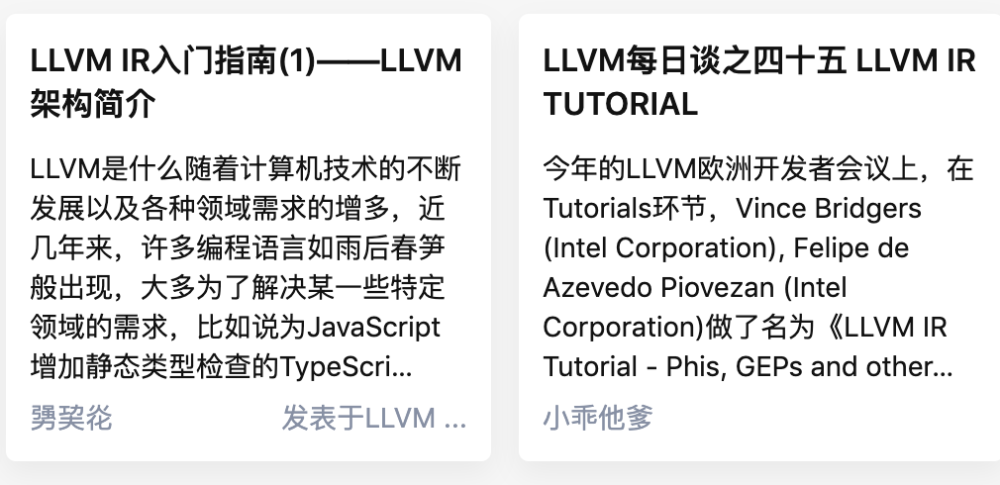 LLVM IR入门指南(1)——LLVM
架构简介
LLVM是什么随着计算机技术的不断
发展以及各种领域需求的增多，近
几年来，许多编程语言如雨后春笋
般出现，大多为了解决某一些特定
领域的需求，比如说为JavaScript
增加静态类型检查的TypeScri...
发表于LLVM ...
LLVM每日谈之四十五 LLVM IR
TUTORIAL
今年的LLVM欧洲开发者会议上，在
Tutorials环节，Vince Bridgers
(Intel Corporation), Felipe de
Azevedo Piovezan (Intel
Corporation)做了名为《LLVM IR
Tutorial - Phis, GEPs and other...
小乖他爹